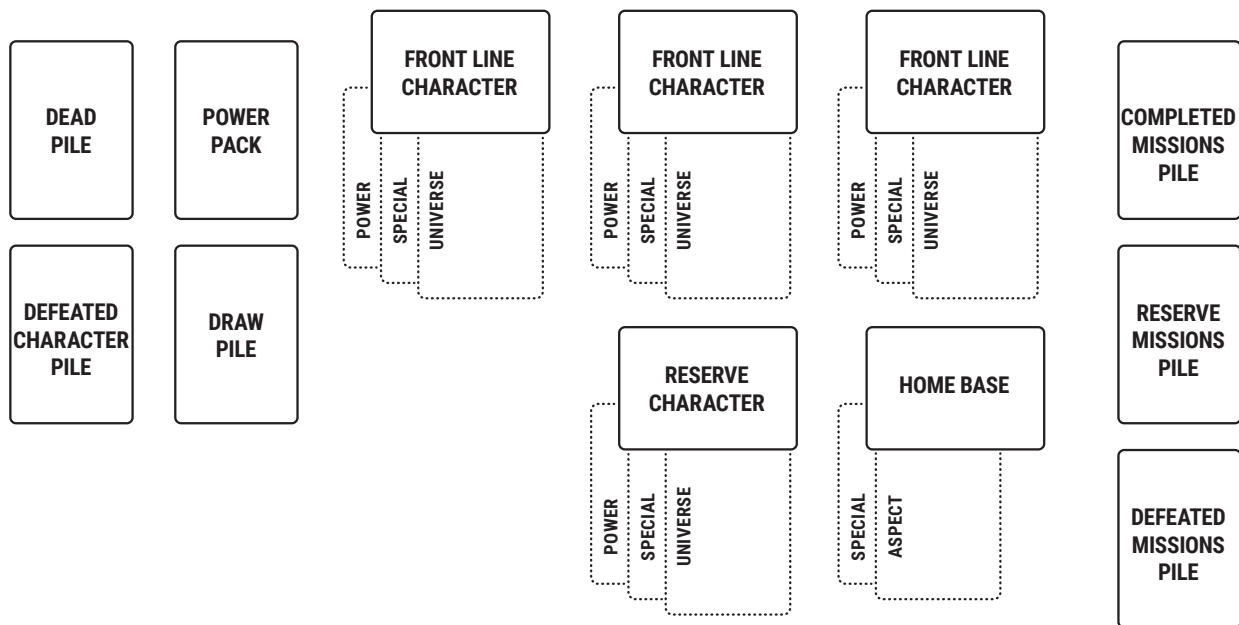 DEAD
PILE
POWER
PACK
DEFEATED
CHARACTER
PILE
DRAW
PILE
FRONT LINE
CHARACTER
POWER
SPECIAL
UNIVERSE
FRONT LINE
CHARACTER
POWER
SPECIAL
UNIVERSE
FRONT LINE
CHARACTER
POWER
SPECIAL
UNIVERSE
RESERVE
CHARACTER
POWER
SPECIAL
UNIVERSE
HOME BASE
SPECIAL
ASPECT
COMPLETED
MISSIONS
PILE
RESERVE
MISSIONS
PILE
DEFEATED
MISSIONS
PILE